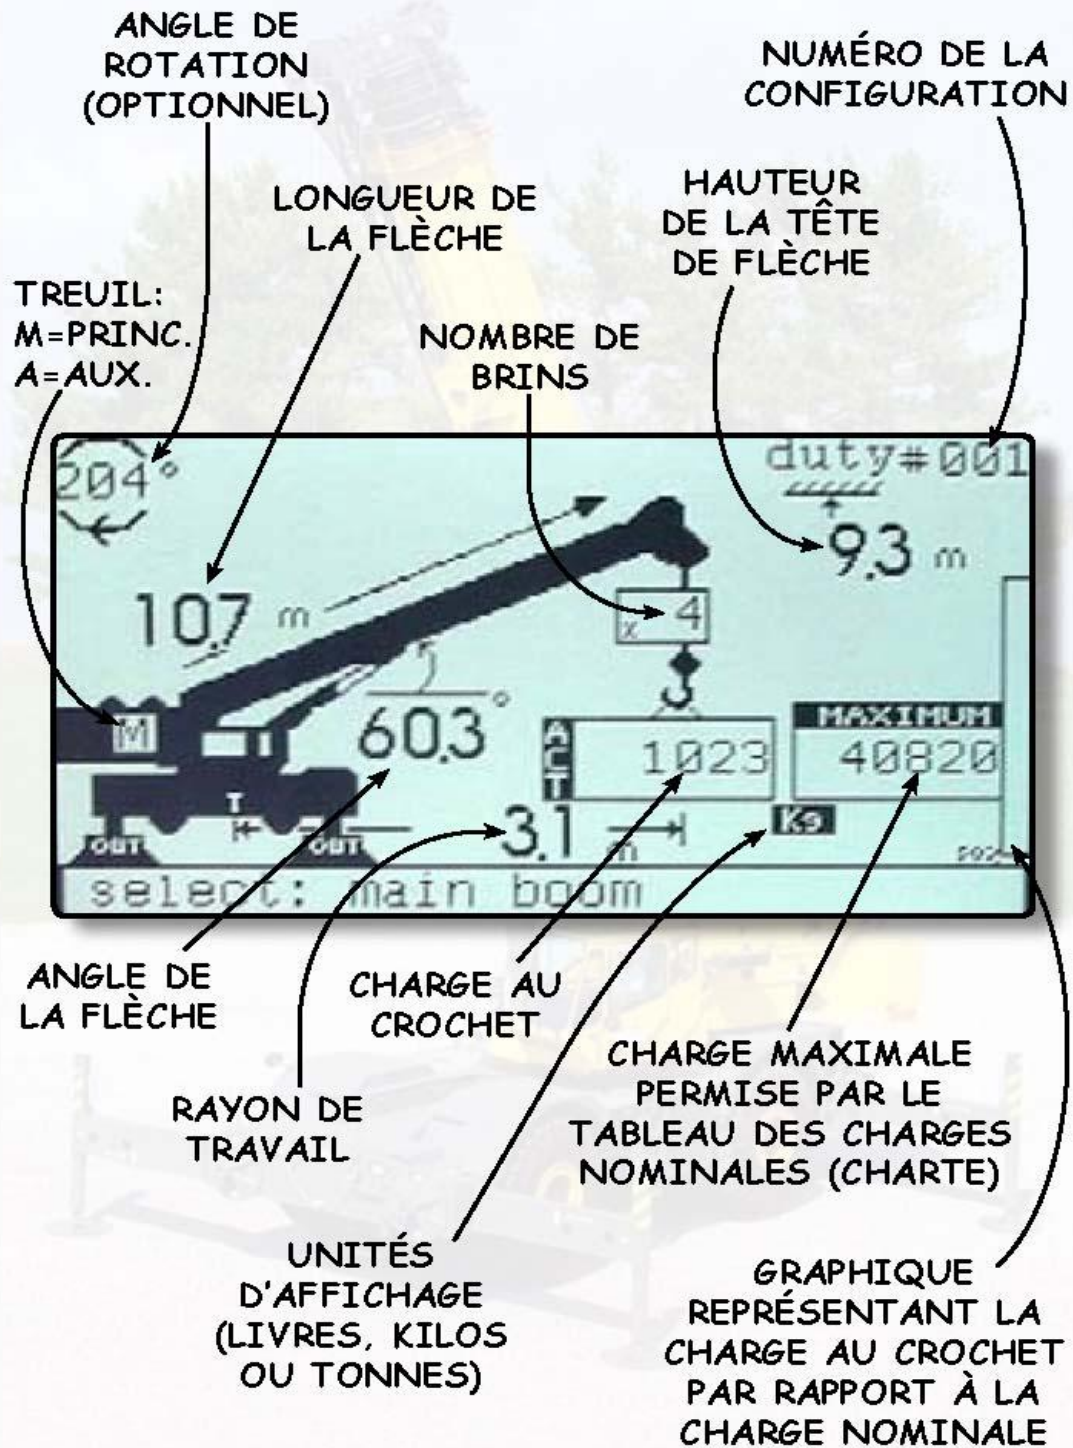 ANGLE DE
ROTATION
(OPTIONNEL)
NUMÉRO DE LA
CONFIGURATION
LONGUEUR DE
LA FLÈCHE
HAUTEUR
DE LA TÊTE
DE FLÈCHE
TREUIL:
M=PRINC.
A=AUX.
NOMBRE DE
BRINS
204°
duty#001
9.3 m
10.7 m
x 4
M
60.3°
ACT
1023
MAXIMUM
40820
T
OUT
OUT
3.1 m
Kg
select: main boom
ANGLE DE
LA FLÈCHE
CHARGE AU
CROCHET
RAYON DE
TRAVAIL
CHARGE MAXIMALE
PERMISE PAR LE
TABLEAU DES CHARGES
NOMINALES (CHARTE)
UNITÉS
D'AFFICHAGE
(LIVRES, KILOS
OU TONNES)
GRAPHIQUE
REPRÉSENTANT LA
CHARGE AU CROCHET
PAR RAPPORT À LA
CHARGE NOMINALE